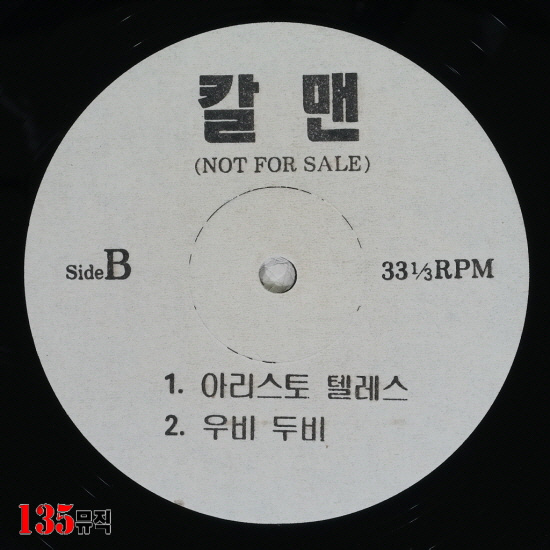 칼 맨
(NOT FOR SALE)
Side B
33⅓RPM
1. 아리스토 텔레스
2. 우비 두비
135뮤직